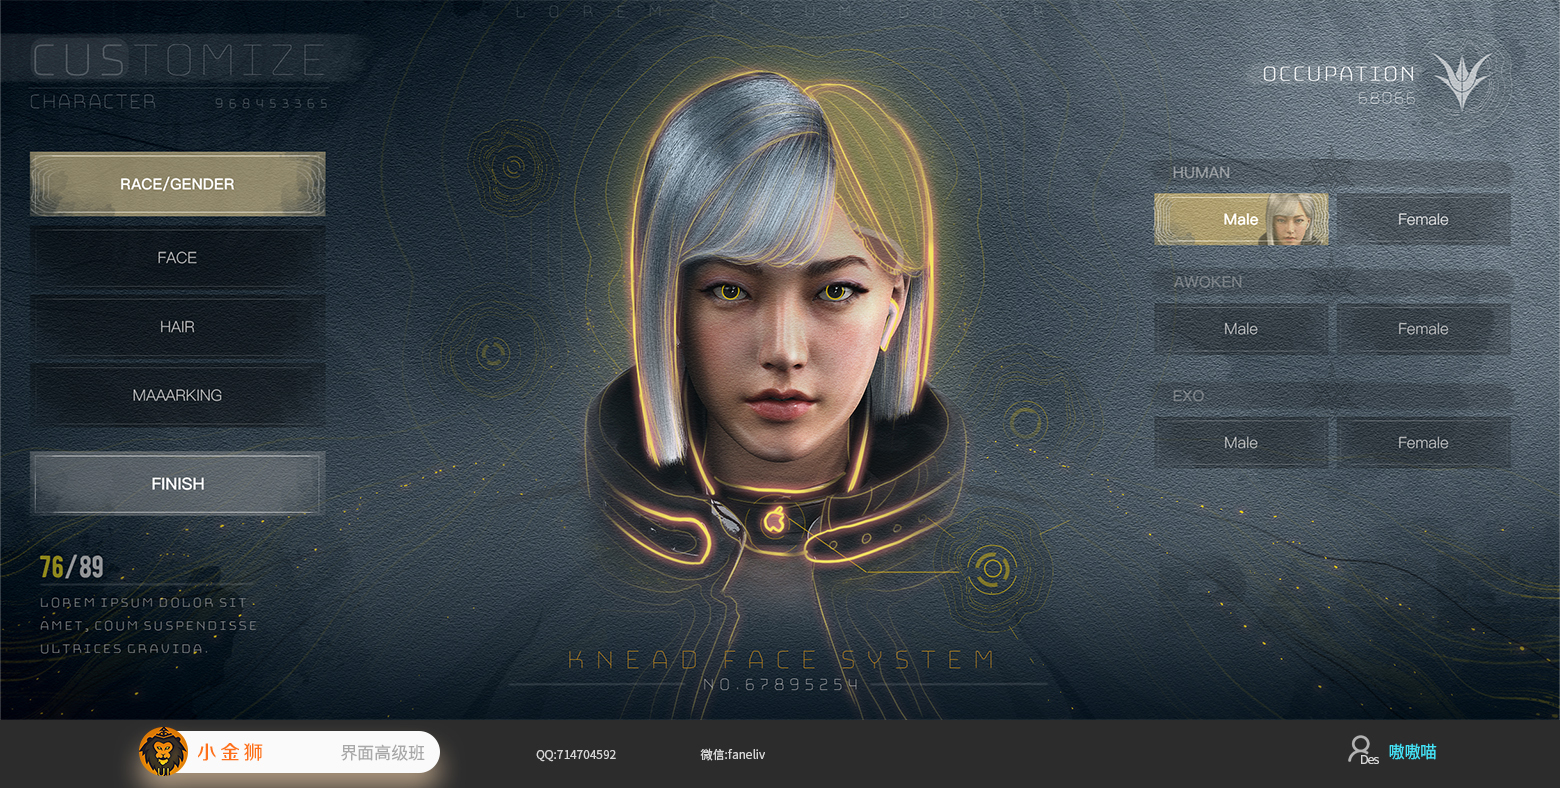 LOREM IPSUM DOLOR
CUSTOMIZE
CHARACTER 968453365
OCCUPATION
68066
RACE/GENDER
FACE
HAIR
MAAARKING
FINISH
HUMAN
Male Female
AWOKEN
Male Female
EXO
Male Female
76/89
LOREM IPSUM DOLOR SIT
AMET, COUM SUSPENDISSE
ULTRICES GRAVIDA.
KNEAD FACE SYSTEM
NO.67895254
UI 小金狮 界面高级班 QQ:714704592 微信:faneliv Des 嗷嗷喵